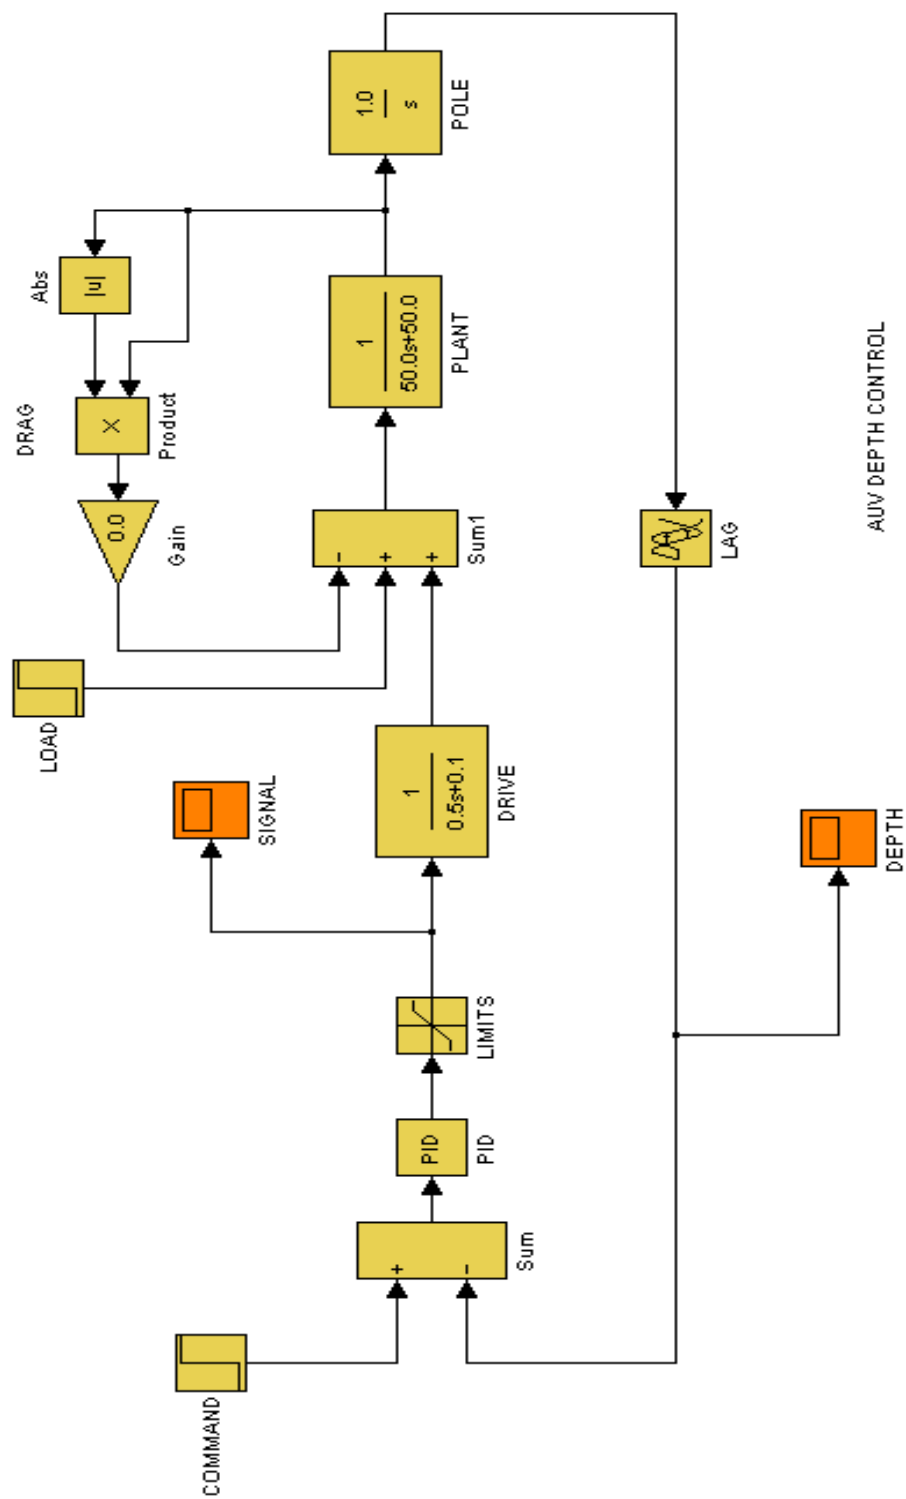 COMMAND
+
-
Sum
PID
PID
LIMITS
SIGNAL
1
0.5s+0.1
DRIVE
LOAD
-
+
+
Sum1
0.0
Gain
DRAG
X
Product
Abs
|u|
1
50.0s+50.0
PLANT
1.0
s
POLE
LAG
DEPTH
AUV DEPTH CONTROL